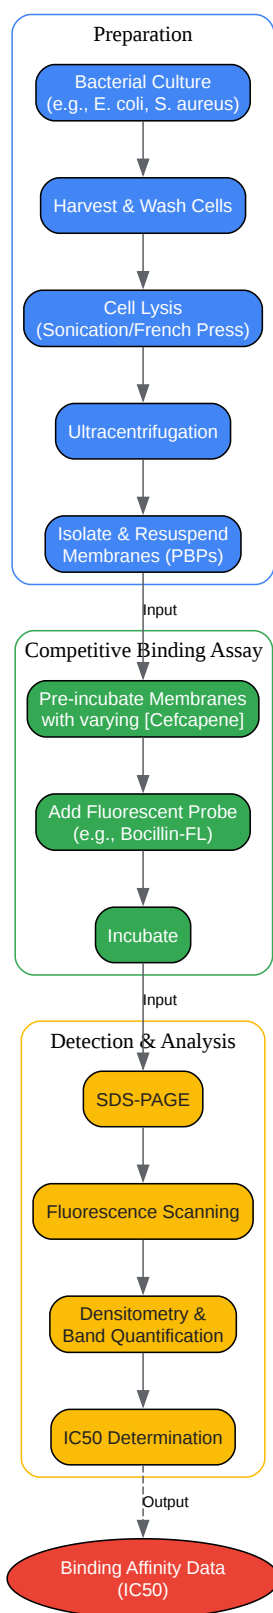 Preparation
Bacterial Culture
(e.g., E. coli, S. aureus)
Harvest & Wash Cells
Cell Lysis
(Sonication/French Press)
Ultracentrifugation
Isolate & Resuspend
Membranes (PBPs)
Input
Competitive Binding Assay
Pre-incubate Membranes
with varying [Cefcapene]
Add Fluorescent Probe
(e.g., Bocillin-FL)
Incubate
Input
Detection & Analysis
SDS-PAGE
Fluorescence Scanning
Densitometry &
Band Quantification
IC50 Determination
Output
Binding Affinity Data
(IC50)